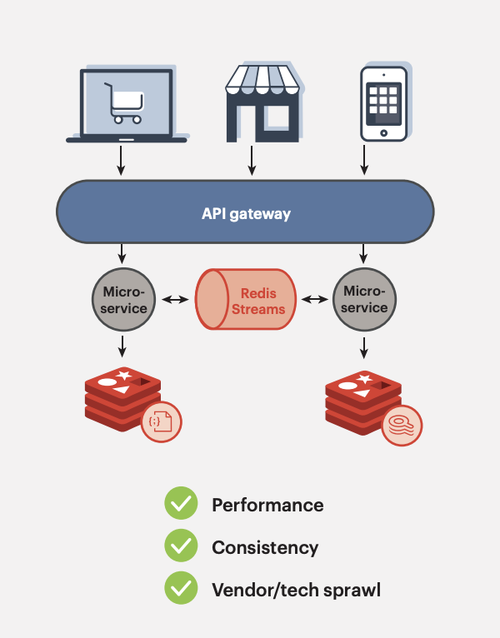 API gateway
Micro-
service
Redis
Streams
Micro-
service
{;}
Performance
Consistency
Vendor/tech sprawl